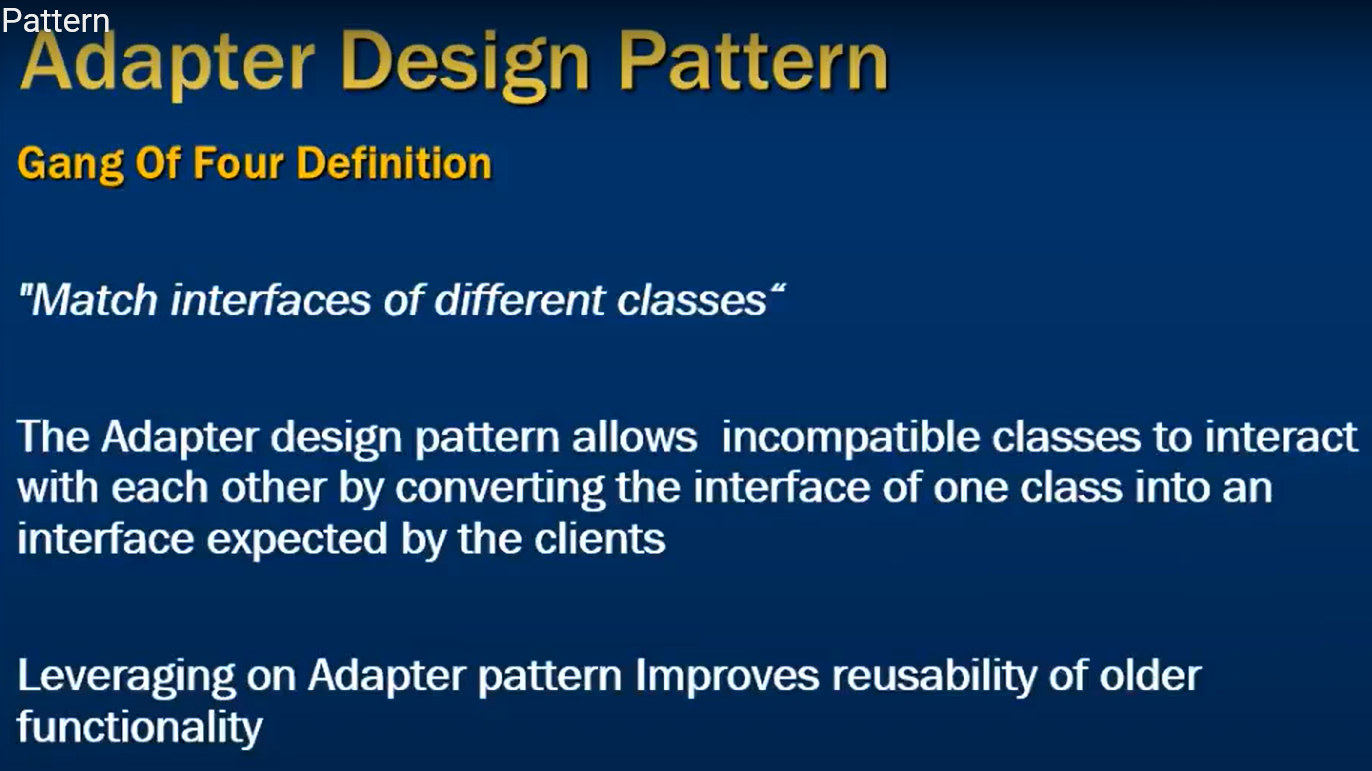 Pattern
Adapter Design Pattern
Gang Of Four Definition
"Match interfaces of different classes“
The Adapter design pattern allows  incompatible classes to interact
with each other by converting the interface of one class into an
interface expected by the clients
Leveraging on Adapter pattern Improves reusability of older
functionality